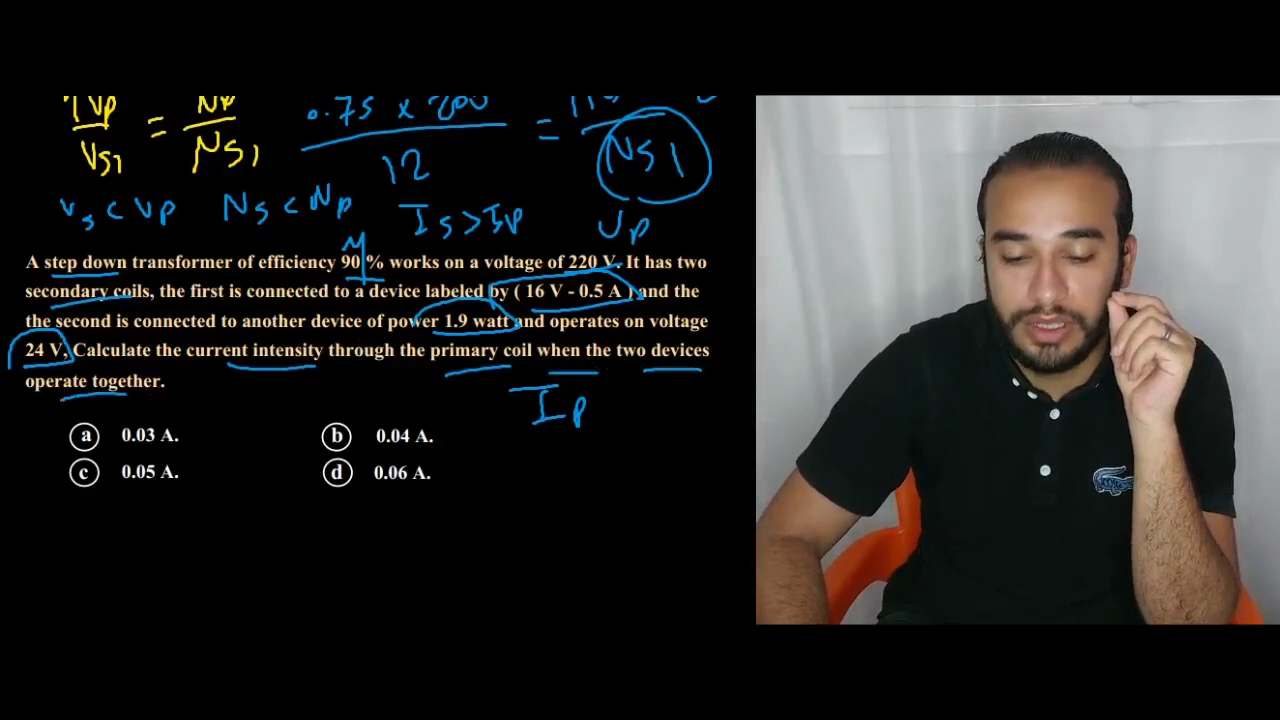 ηVp/Vs1 = Np/Ns1
0.75 x 200/12 = /Ns1
Vs < Vp Ns < Np Is > Ip
Vp
η
A step down transformer of efficiency 90 % works on a voltage of 220 V. It has two
secondary coils, the first is connected to a device labeled by ( 16 V - 0.5 A ) and the
the second is connected to another device of power 1.9 watt and operates on voltage
24 V, Calculate the current intensity through the primary coil when the two devices
operate together.
Ip
a 0.03 A. b 0.04 A.
c 0.05 A. d 0.06 A.